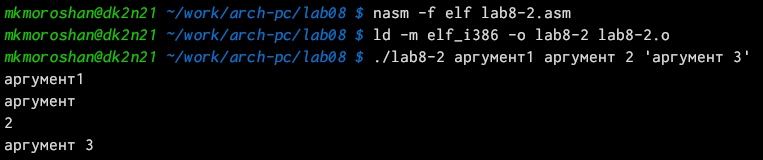 mkmoroshan@dk2n21 ~/work/arch-pc/lab08 $ nasm -f elf lab8-2.asm
mkmoroshan@dk2n21 ~/work/arch-pc/lab08 $ ld -m elf_i386 -o lab8-2 lab8-2.o
mkmoroshan@dk2n21 ~/work/arch-pc/lab08 $ ./lab8-2 аргумент1 аргумент 2 'аргумент 3'
аргумент1
аргумент
2
аргумент 3